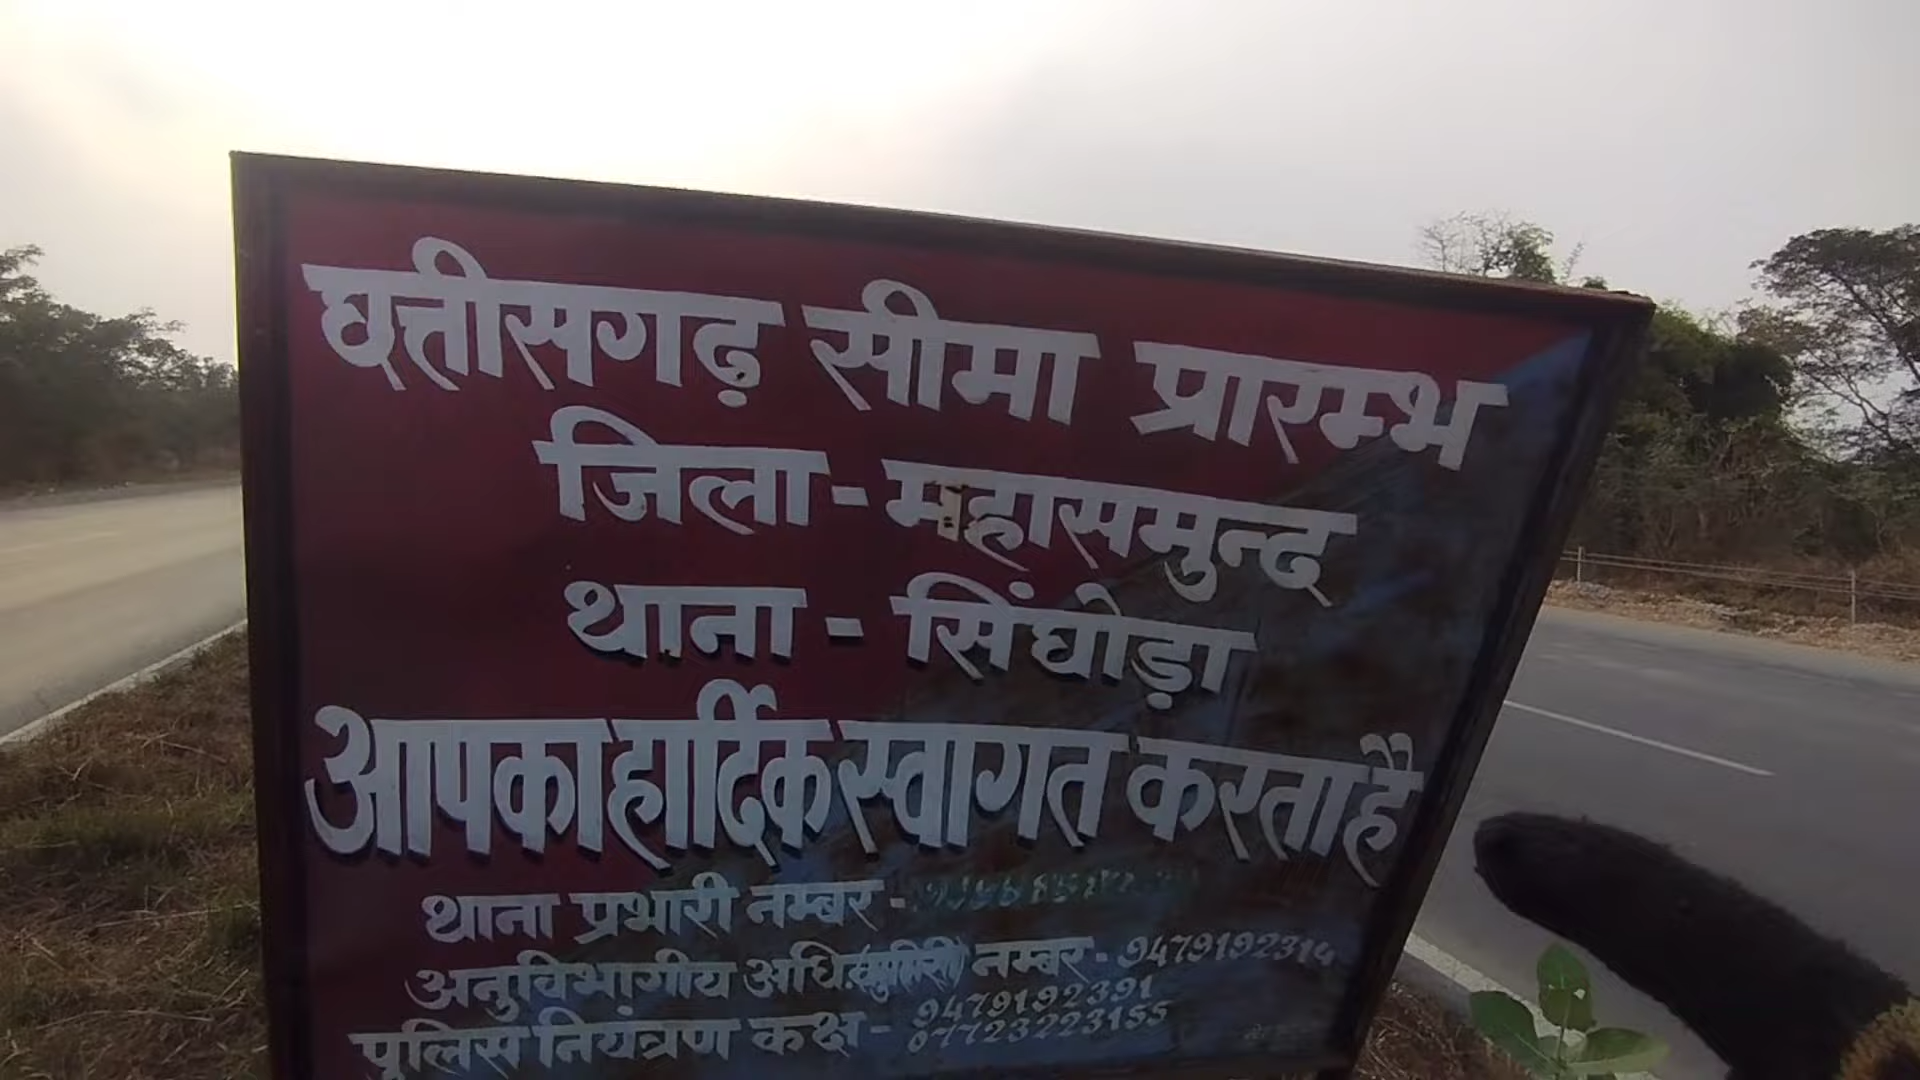 छत्तीसगढ़ सीमा प्रारम्भ
जिला - महासमुन्द
थाना - सिंघोड़ा
आपका हार्दिक स्वागत करता है
थाना प्रभारी नम्बर -
अनुविभागीय नम्बर - 9479192314
पुलिस नियंत्रण कक्ष - 9479192391
07723223155